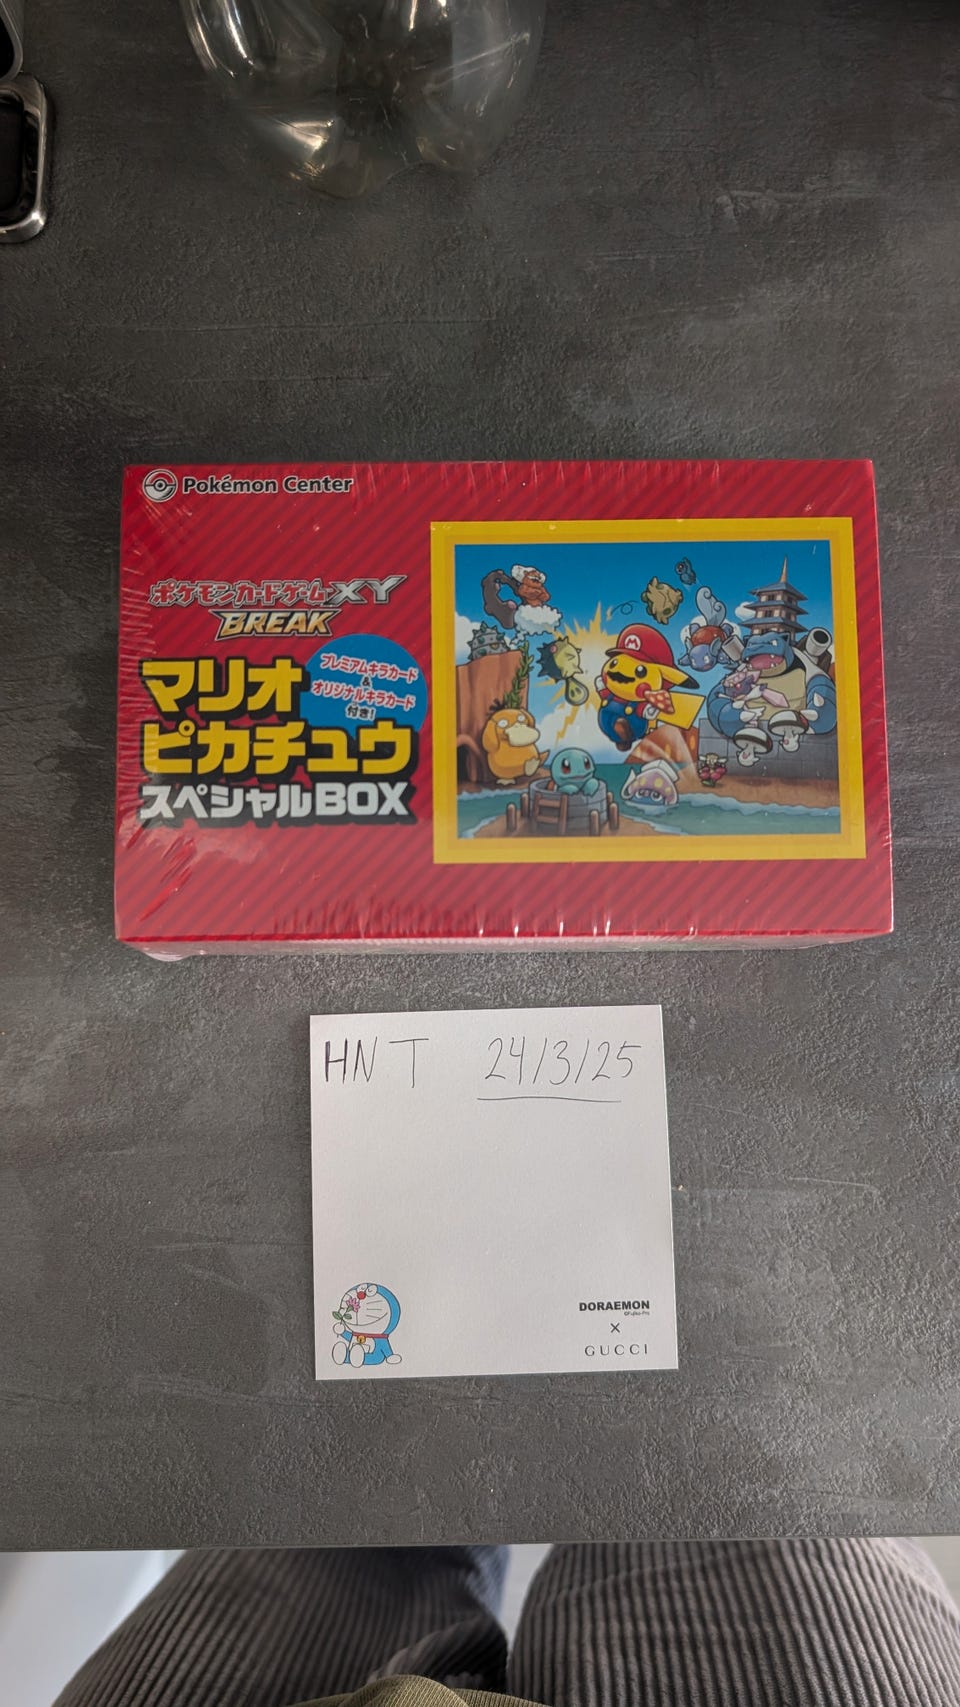 Pokémon Center
ポケモンカードゲームXY
BREAK
プレミアムキラカード
&
オリジナルキラカード
付き!
マリオ
ピカチュウ
スペシャルBOX
M
HNT 24/3/25
DORAEMON
©Fujiko-Pro
×
GUCCI